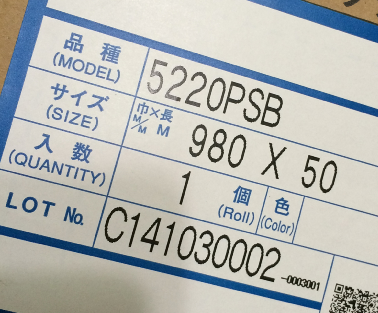 品種 (MODEL) 5220PSB
サイズ (SIZE) 巾×長 M/M M 980 X 50
入数 (QUANTITY) 1 個 (Roll) 色 (Color)
LOT No. C141030002 -0003001